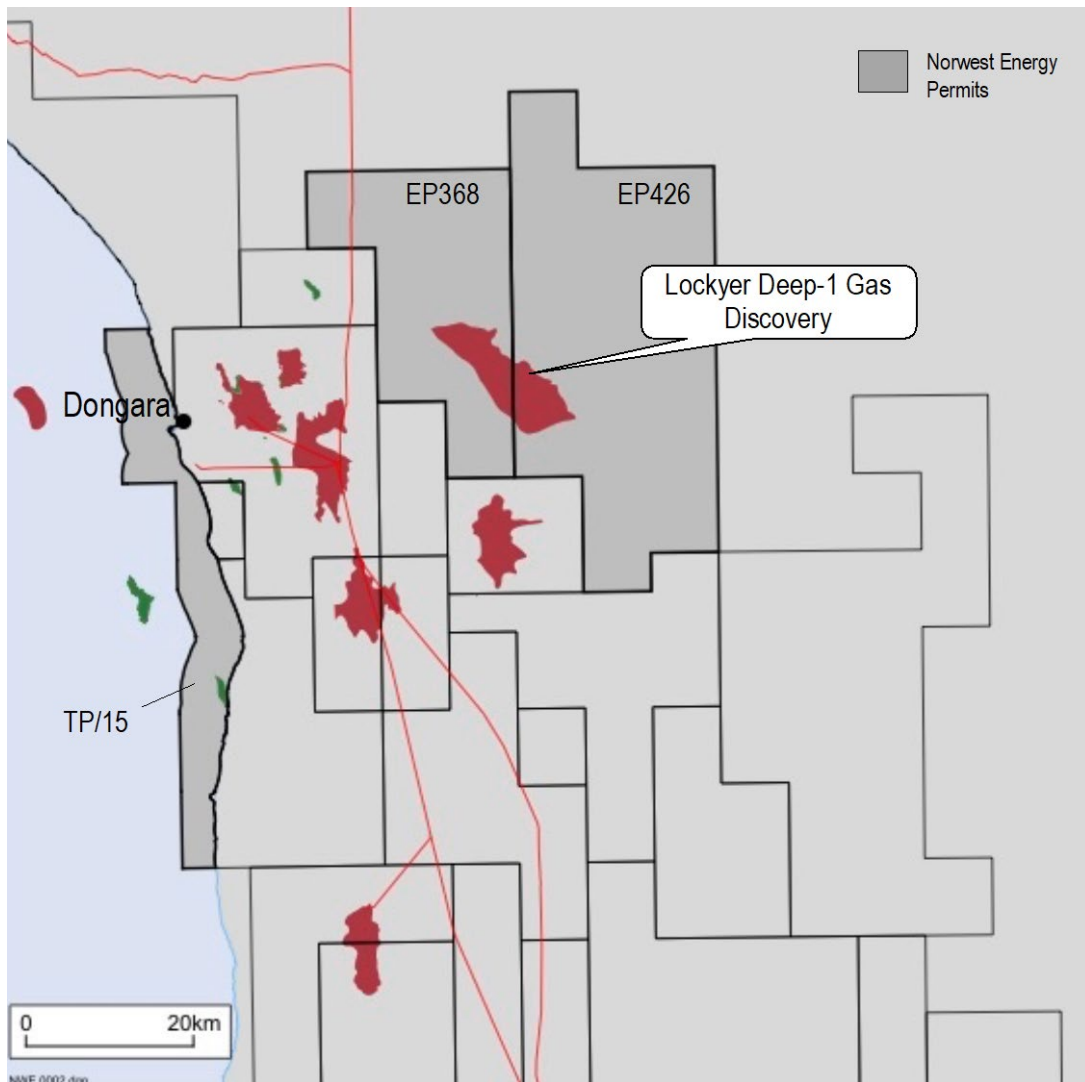 Norwest Energy
Permits
EP368
EP426
Lockyer Deep-1 Gas
Discovery
Dongara
TP/15
0 20km